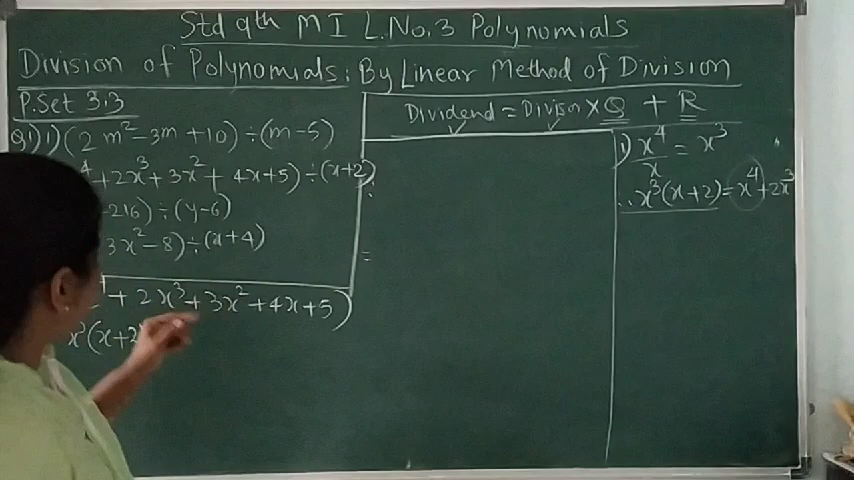 Std 9th M I L.No.3 Polynomials
Division of Polynomials: By Linear Method of Division
P.Set 3.3
Dividend = Divisor × Q + R
Q1) 1) (2m² - 3m + 10) ÷ (m - 5)
⁴ + 2x³ + 3x² + 4x + 5) ÷ (x + 2)
- 216) ÷ (y - 6)
3x² - 8) ÷ (x + 4)
+ 2x³ + 3x² + 4x + 5)
x³(x + 2
:
=
1) x⁴/x = x³
∴ x³(x + 2) = x⁴ + 2x³